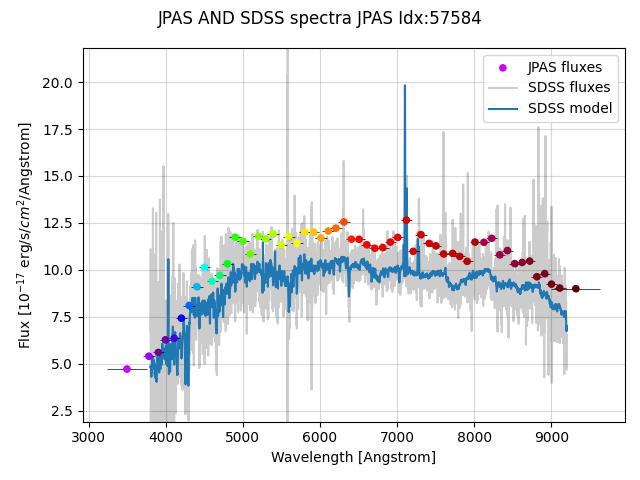 JPAS AND SDSS spectra JPAS Idx:57584
JPAS fluxes
SDSS fluxes
SDSS model
Flux [10⁻¹⁷ erg/s/cm²/Angstrom]
20.0
17.5
15.0
12.5
10.0
7.5
5.0
2.5
3000 4000 5000 6000 7000 8000 9000
Wavelength [Angstrom]